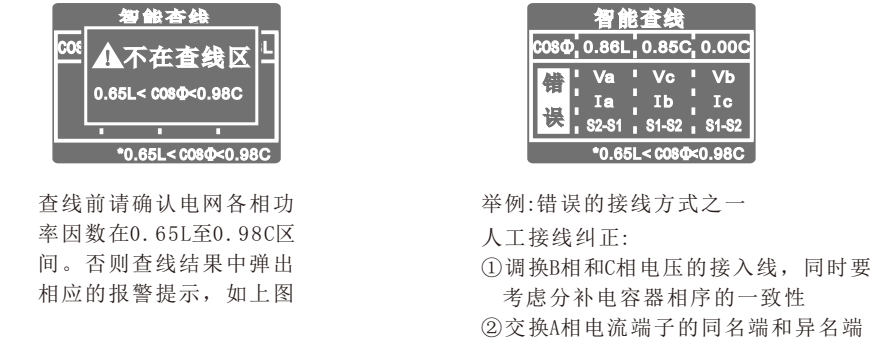 智能查线
COSΦ
L
不在查线区
0.65L< COSΦ<0.98C
*0.65L< COSΦ<0.98C
查线前请确认电网各相功
率因数在0.65L至0.98C区
间。否则查线结果中弹出
相应的报警提示，如上图
智能查线
COSΦ 0.86L 0.85C 0.00C
错误 Va Vc Vb
Ia Ib Ic
S2-S1 S1-S2 S1-S2
*0.65L< COSΦ<0.98C
举例:错误的接线方式之一
人工接线纠正:
①调换B相和C相电压的接入线，同时要
考虑分补电容器相序的一致性
②交换A相电流端子的同名端和异名端